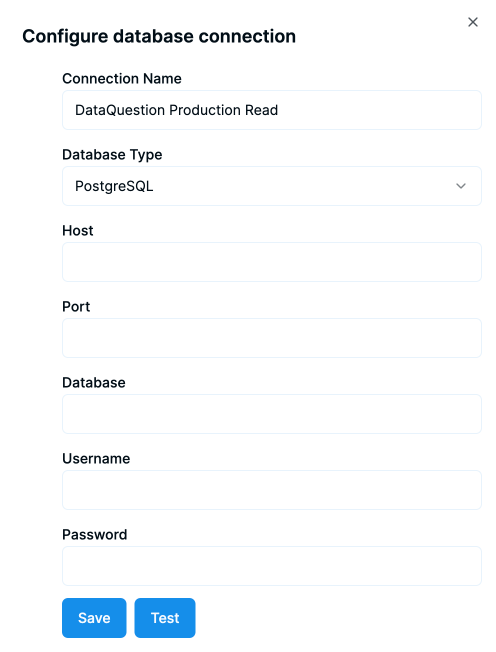 Configure database connection
Connection Name
DataQuestion Production Read
Database Type
PostgreSQL
Host
Port
Database
Username
Password
Save Test